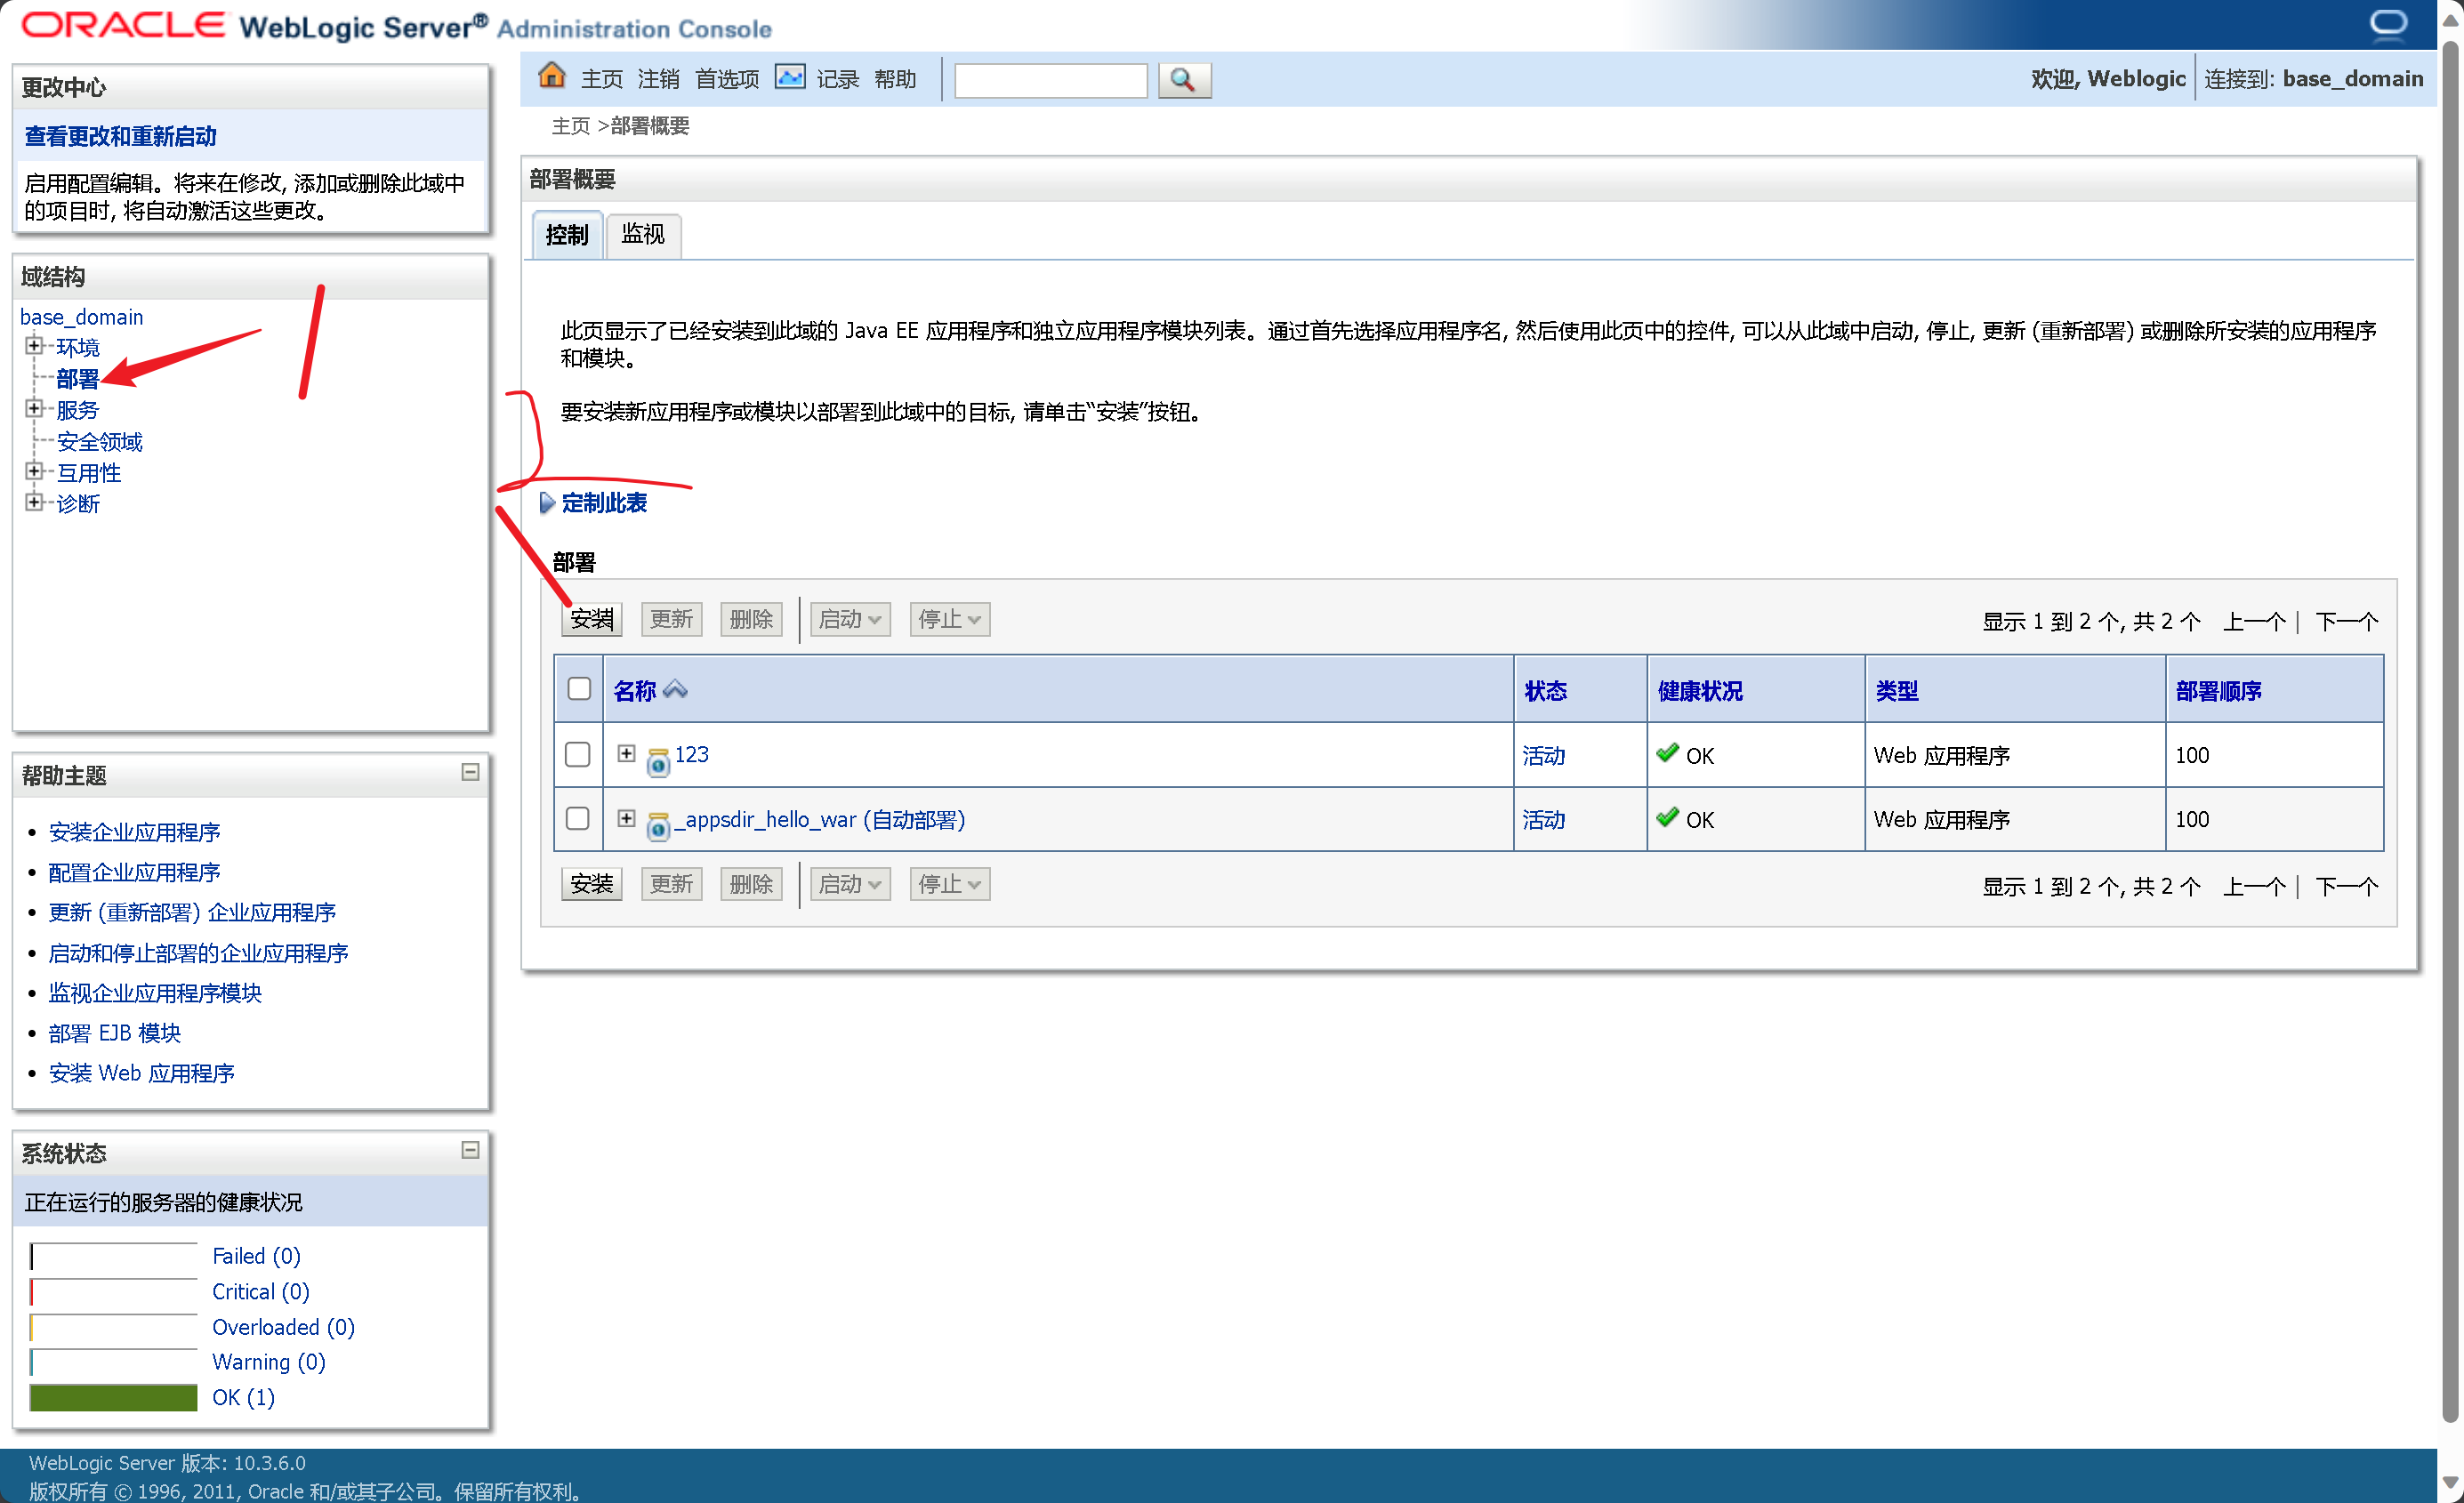 ORACLE WebLogic Server® Administration Console
更改中心
查看更改和重新启动
启用配置编辑。将来在修改, 添加或删除此域中
的项目时, 将自动激活这些更改。
域结构
base_domain
环境
部署
服务
安全领域
互用性
诊断
帮助主题
安装企业应用程序
配置企业应用程序
更新 (重新部署) 企业应用程序
启动和停止部署的企业应用程序
监视企业应用程序模块
部署 EJB 模块
安装 Web 应用程序
系统状态
正在运行的服务器的健康状况
Failed (0)
Critical (0)
Overloaded (0)
Warning (0)
OK (1)
主页 注销 首选项 记录 帮助
欢迎, Weblogic 连接到: base_domain
主页 >部署概要
部署概要
控制 监视
此页显示了已经安装到此域的 Java EE 应用程序和独立应用程序模块列表。通过首先选择应用程序名, 然后使用此页中的控件, 可以从此域中启动, 停止, 更新 (重新部署) 或删除所安装的应用程序
和模块。
要安装新应用程序或模块以部署到此域中的目标, 请单击“安装”按钮。
定制此表
部署
安装 更新 删除 启动 停止 显示 1 到 2 个, 共 2 个 上一个 | 下一个
名称 状态 健康状况 类型 部署顺序
123 活动 OK Web 应用程序 100
_appsdir_hello_war (自动部署) 活动 OK Web 应用程序 100
安装 更新 删除 启动 停止 显示 1 到 2 个, 共 2 个 上一个 | 下一个
WebLogic Server 版本: 10.3.6.0
版权所有 © 1996, 2011, Oracle 和/或其子公司。保留所有权利。